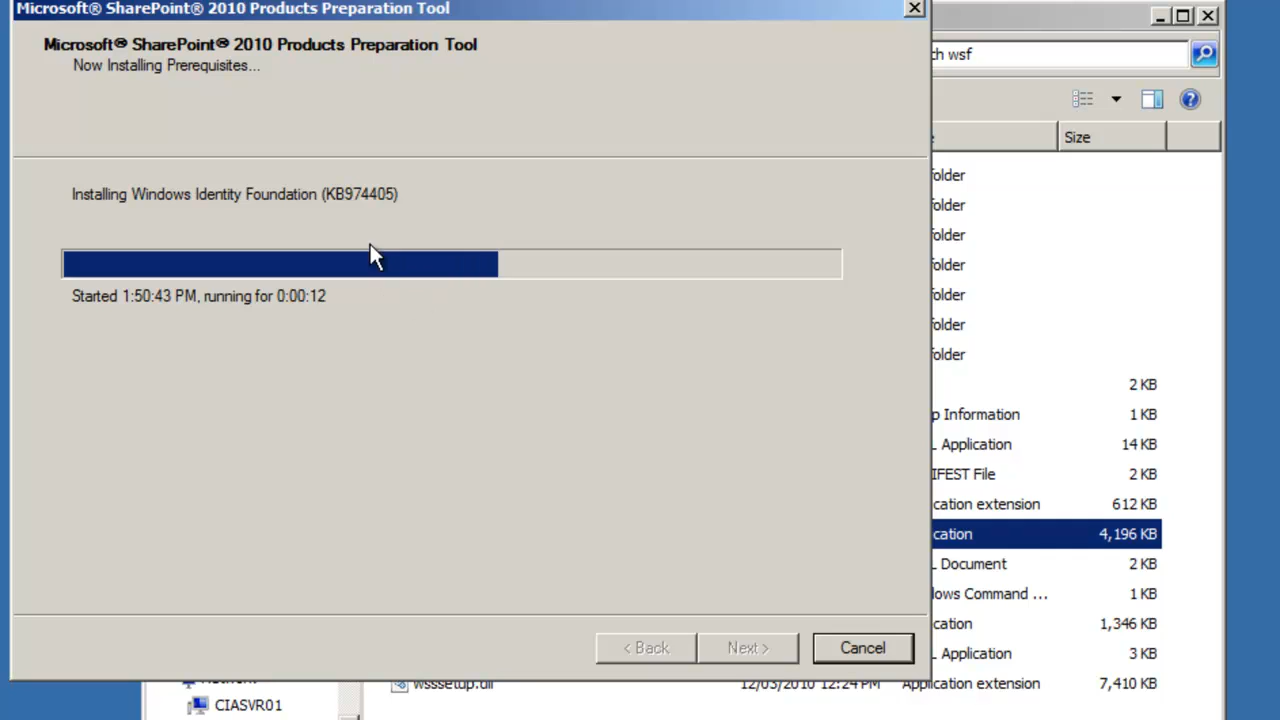 Microsoft® SharePoint® 2010 Products Preparation Tool
Microsoft® SharePoint® 2010 Products Preparation Tool
Now Installing Prerequisites...
Installing Windows Identity Foundation (KB974405)
Started 1:50:43 PM, running for 0:00:12
< Back
Next >
Cancel
ch wsf
Size
folder
folder
folder
folder
folder
folder
folder
2 KB
p Information 1 KB
L Application 14 KB
IFEST File 2 KB
cation extension 612 KB
cation 4,196 KB
L Document 2 KB
dows Command ... 1 KB
cation 1,346 KB
L Application 3 KB
wsssetup.dll 12/03/2010 12:24 PM Application extension 7,410 KB
CIASVR01